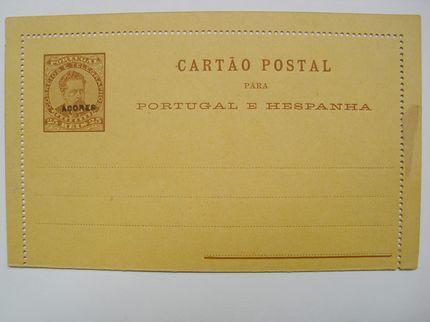 CARTÃO POSTAL
PARA
PORTUGAL E HESPANHA
AÇORES